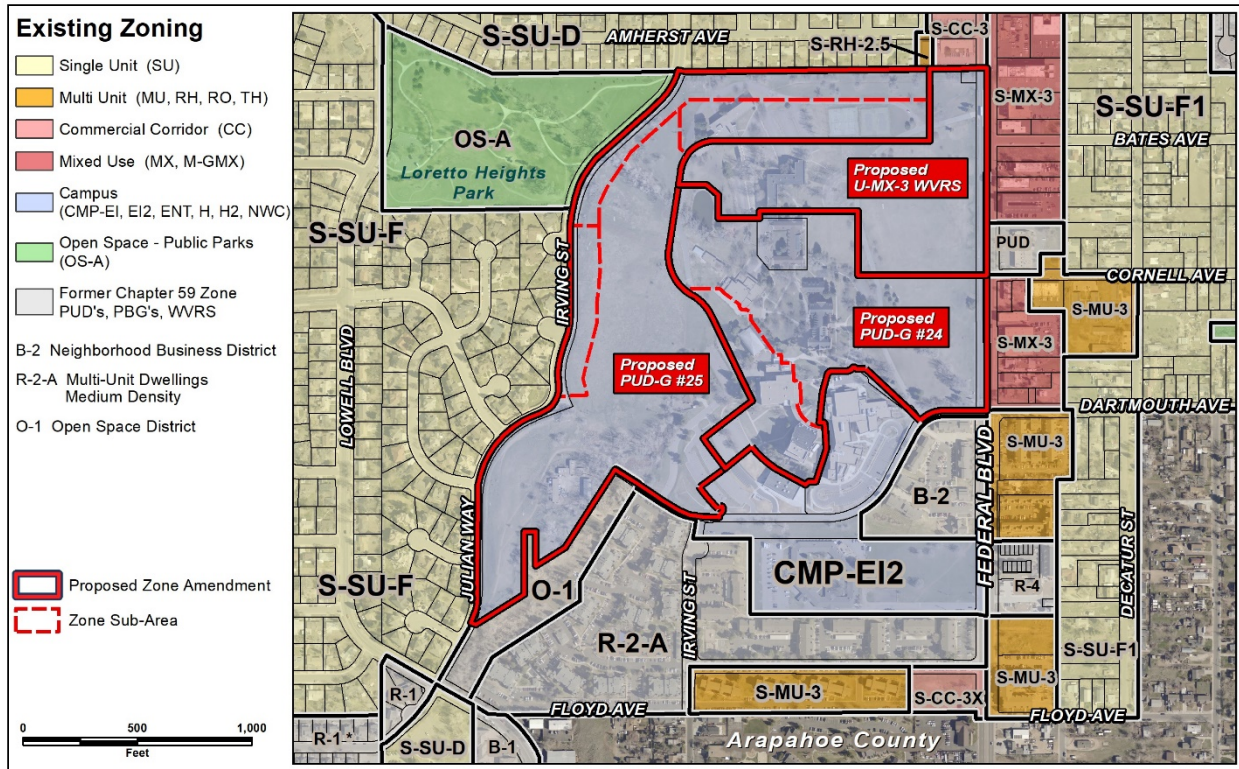 Existing Zoning
Single Unit (SU)
Multi Unit (MU, RH, RO, TH)
Commercial Corridor (CC)
Mixed Use (MX, M-GMX)
Campus
(CMP-EI, EI2, ENT, H, H2, NWC)
Open Space - Public Parks
(OS-A)
Former Chapter 59 Zone
PUD's, PBG's, WVRS
B-2 Neighborhood Business District
R-2-A Multi-Unit Dwellings
Medium Density
O-1 Open Space District
Proposed Zone Amendment
Zone Sub-Area
0 500 1,000
Feet
S-SU-D
AMHERST AVE
S-CC-3
S-RH-2.5
S-MX-3
S-SU-F1
BATES AVE
OS-A
Loretto Heights
Park
Proposed
U-MX-3 WVRS
S-SU-F
IRVING ST
PUD
CORNELL AVE
S-MU-3
LOWELL BLVD
Proposed
PUD-G #24
S-MX-3
Proposed
PUD-G #25
DARTMOUTH AVE
S-MU-3
B-2
FEDERAL BLVD
JULIAN WAY
DECATUR ST
S-SU-F
O-1
CMP-EI2
R-4
R-2-A
IRVING ST
S-SU-F1
R-1
S-MU-3
S-CC-3X
S-MU-3
FLOYD AVE
FLOYD AVE
R-1 *
S-SU-D
B-1
Arapahoe County